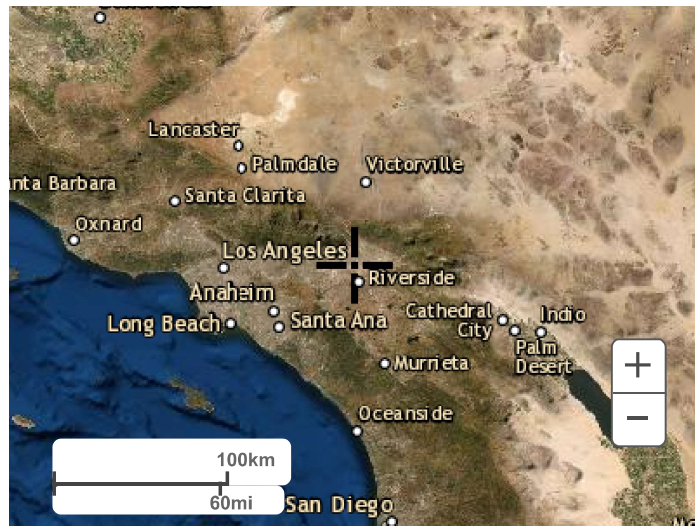 Lancaster
Palmdale
Victorville
nta Barbara
Santa Clarita
Oxnard
Los Angeles
Riverside
Anaheim
Cathedral
City
Indio
Long Beach
Santa Ana
Palm
Desert
+
Murrieta
−
Oceanside
100km
60mi
San Diego